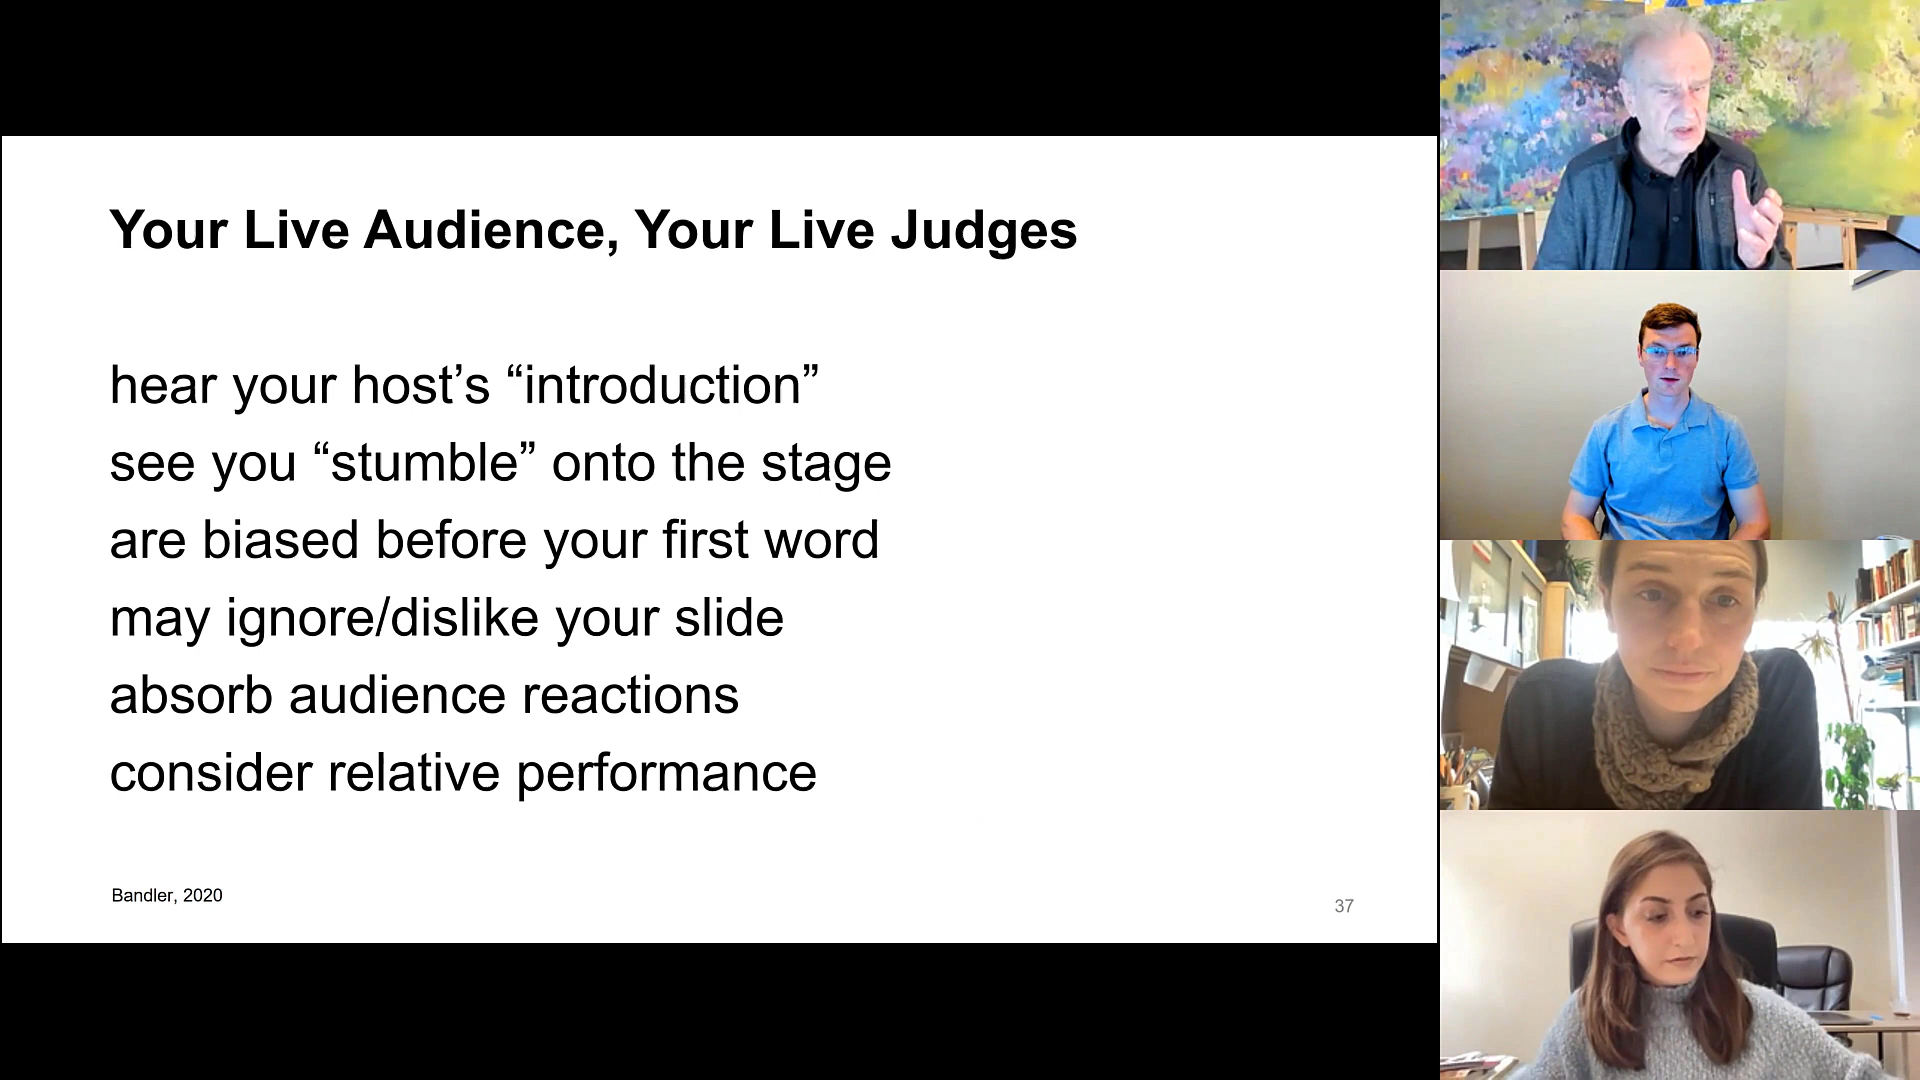 Your Live Audience, Your Live Judges
hear your host’s “introduction”
see you “stumble” onto the stage
are biased before your first word
may ignore/dislike your slide
absorb audience reactions
consider relative performance
Bandler, 2020
37